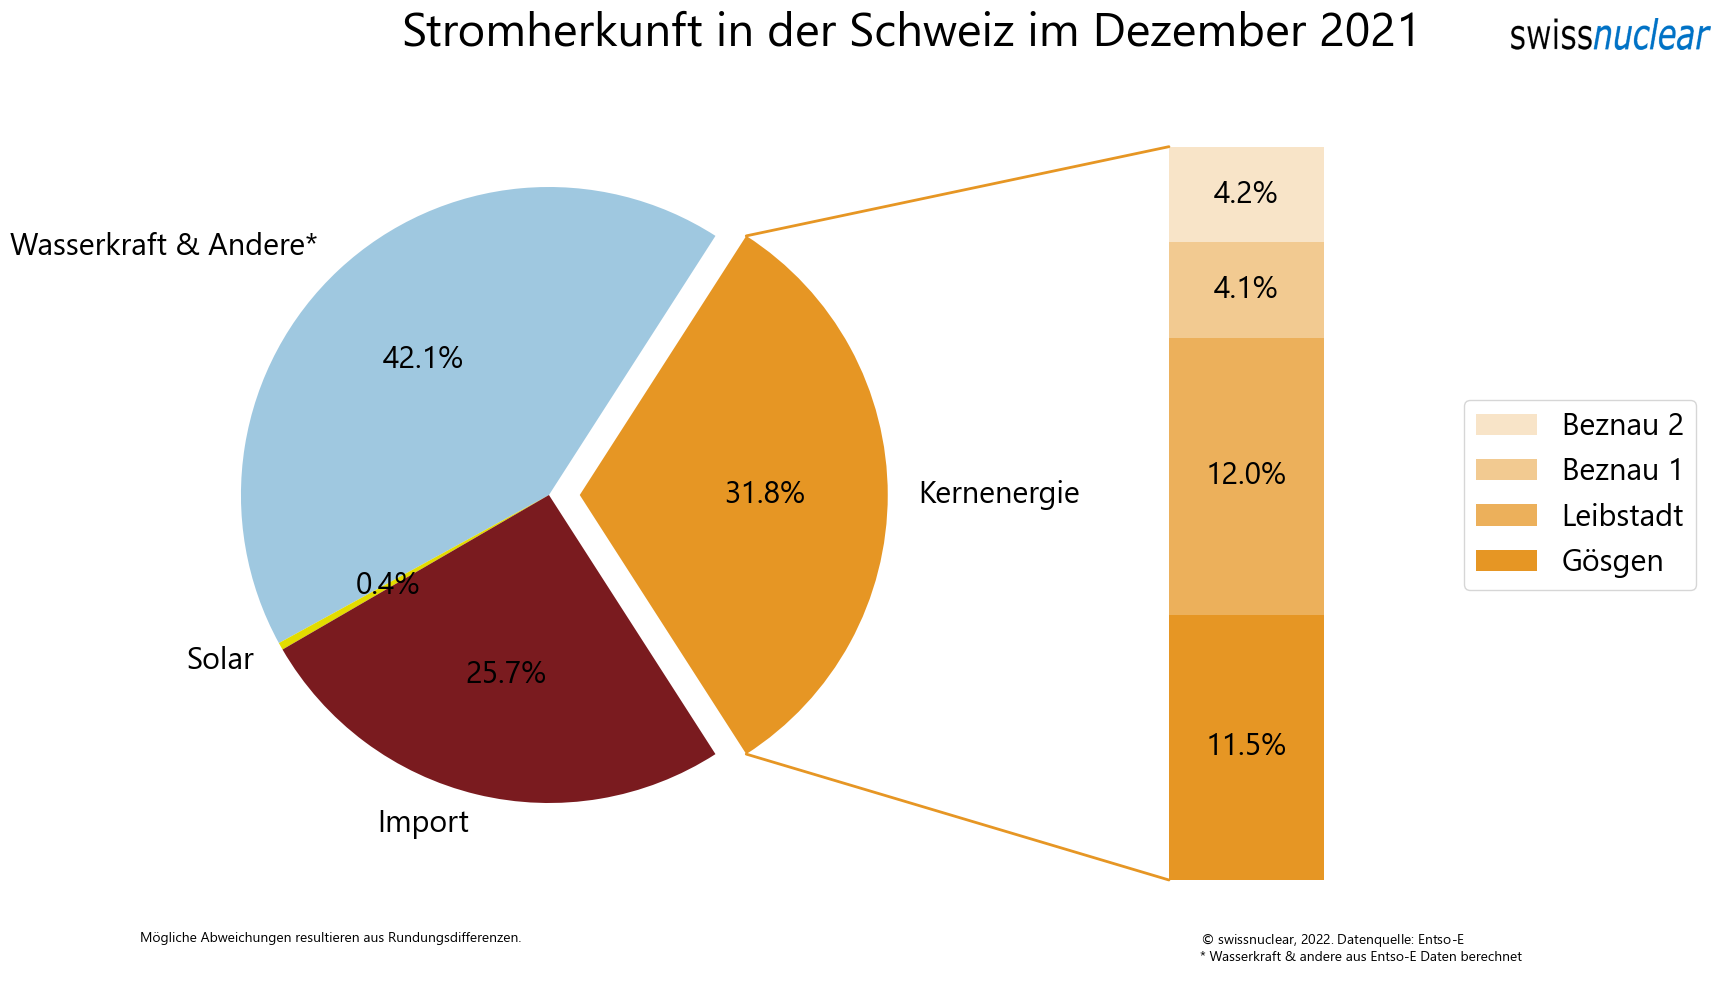 Stromherkunft in der Schweiz im Dezember 2021
swissnuclear
Wasserkraft & Andere*
42.1%
0.4%
Solar
25.7%
Import
31.8%
Kernenergie
4.2%
4.1%
12.0%
11.5%
Beznau 2
Beznau 1
Leibstadt
Gösgen
Mögliche Abweichungen resultieren aus Rundungsdifferenzen.
© swissnuclear, 2022. Datenquelle: Entso-E
* Wasserkraft & andere aus Entso-E Daten berechnet